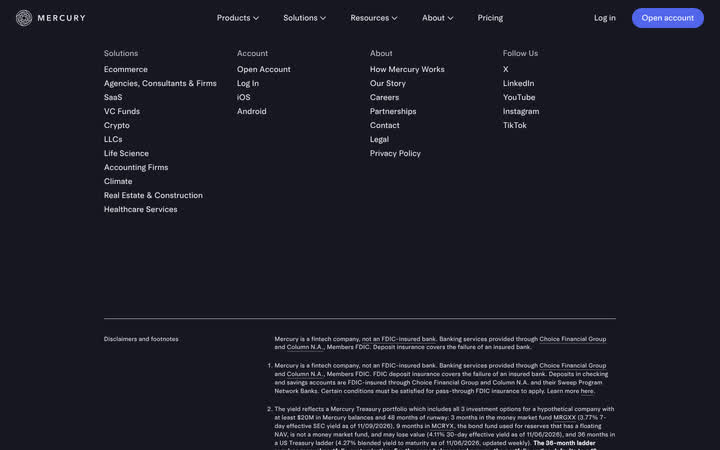 MERCURY
Products
Solutions
Resources
About
Pricing
Log in
Open account
Solutions
Ecommerce
Agencies, Consultants & Firms
SaaS
VC Funds
Crypto
LLCs
Life Science
Accounting Firms
Climate
Real Estate & Construction
Healthcare Services
Account
Open Account
Log In
iOS
Android
About
How Mercury Works
Our Story
Careers
Partnerships
Contact
Legal
Privacy Policy
Follow Us
X
LinkedIn
YouTube
Instagram
TikTok
Disclaimers and footnotes
Mercury is a fintech company, not an FDIC-insured bank. Banking services provided through Choice Financial Group
and Column N.A., Members FDIC. Deposit insurance covers the failure of an insured bank.
1. Mercury is a fintech company, not an FDIC-insured bank. Banking services provided through Choice Financial Group
and Column N.A., Members FDIC. FDIC deposit insurance covers the failure of an insured bank. Deposits in checking
and savings accounts are FDIC-insured through Choice Financial Group and Column N.A. and their Sweep Program
Network Banks. Certain conditions must be satisfied for pass-through FDIC insurance to apply. Learn more here.
2. The yield reflects a Mercury Treasury portfolio which includes all 3 investment options for a hypothetical company with
at least $20M in Mercury balances and 48 months of runway: 3 months in the money market fund MRGXX (3.77% 7-
day effective SEC yield as of 11/09/2026), 9 months in MCRYX, the bond fund used for reserves that has a floating
NAV, is not a money market fund, and may lose value (4.11% 30-day effective yield as of 11/06/2026), and 36 months in
a US Treasury ladder (4.27% blended yield to maturity as of 11/06/2026, updated weekly). The 36-month ladder